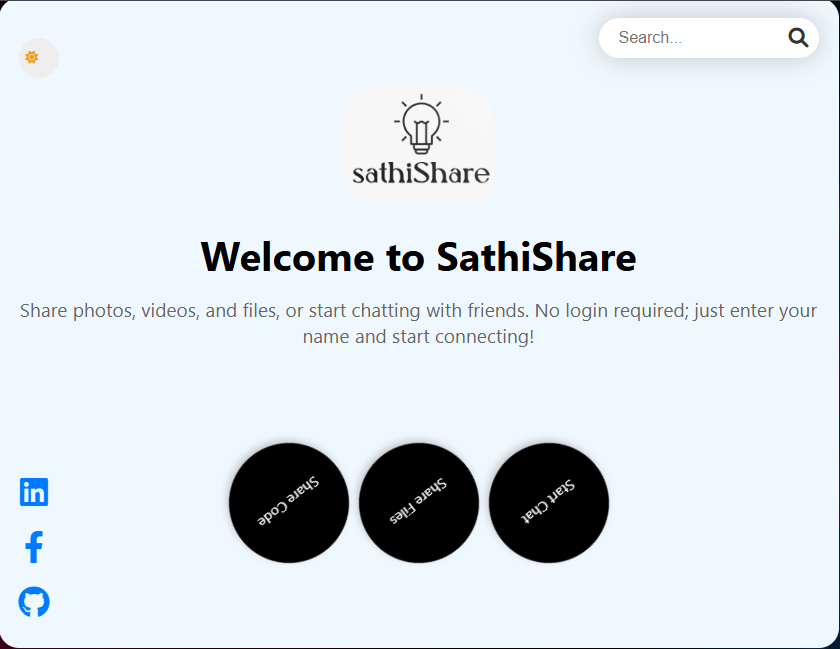 Search...
sathiShare
Welcome to SathiShare
Share photos, videos, and files, or start chatting with friends. No login required; just enter your
name and start connecting!
Share Code
Share Files
Start Chat
in